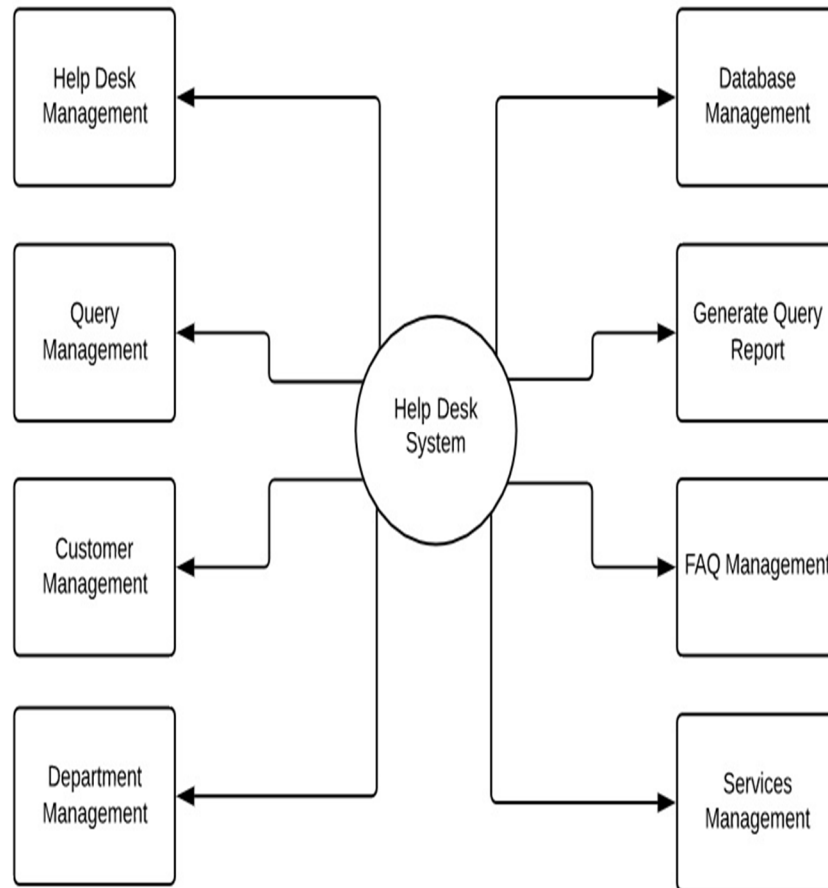 Help Desk
Management
Database
Management
Query
Management
Generate Query
Report
Help Desk
System
Customer
Management
FAQ Management
Department
Management
Services
Management